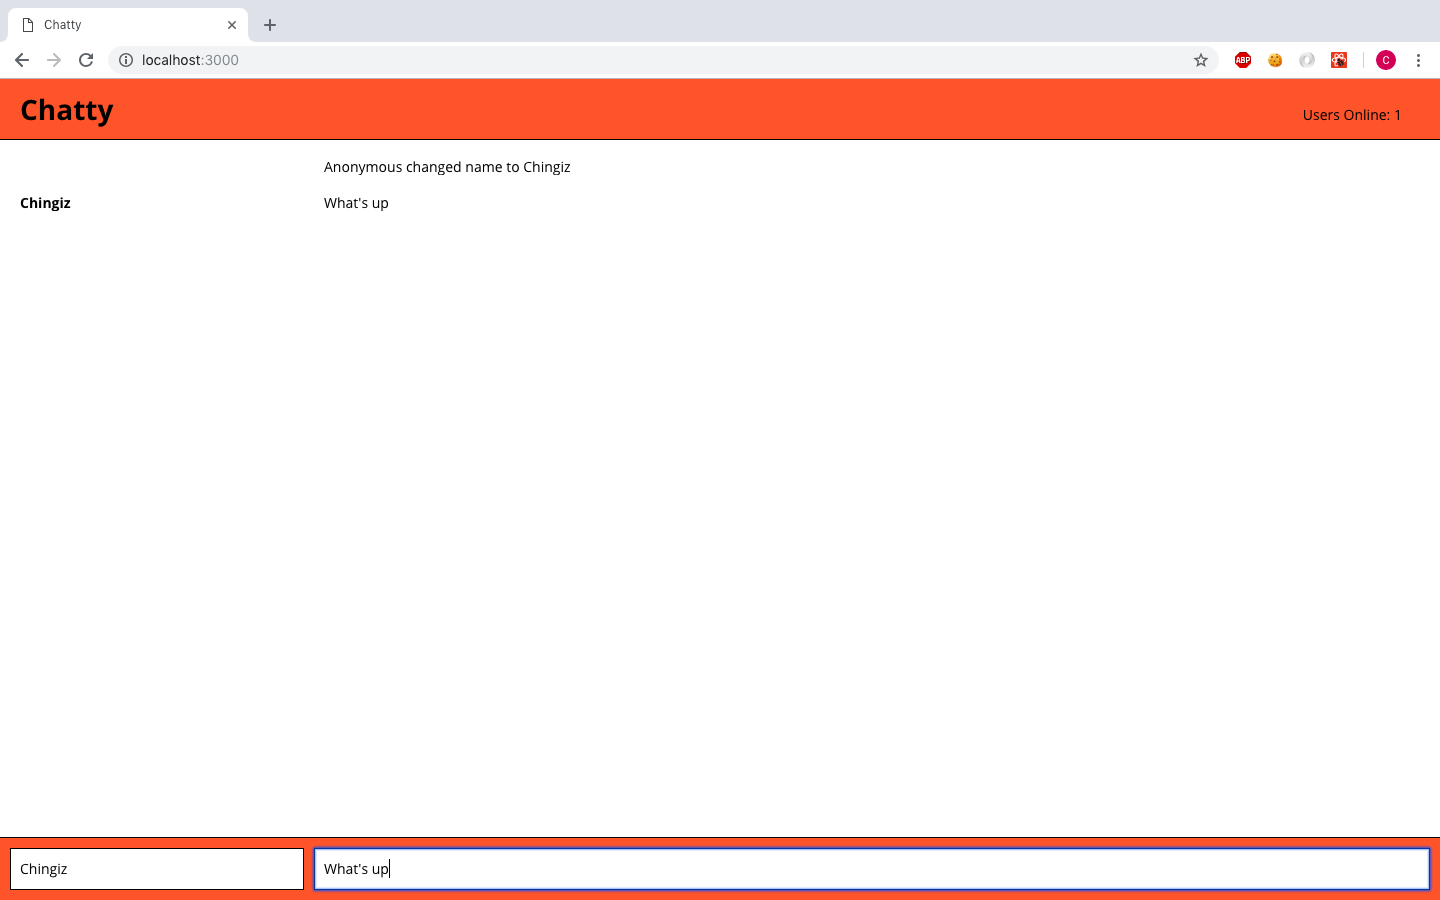 Chatty
localhost:3000
ABP
C
Chatty
Users Online: 1
Anonymous changed name to Chingiz
Chingiz What's up
Chingiz What's up